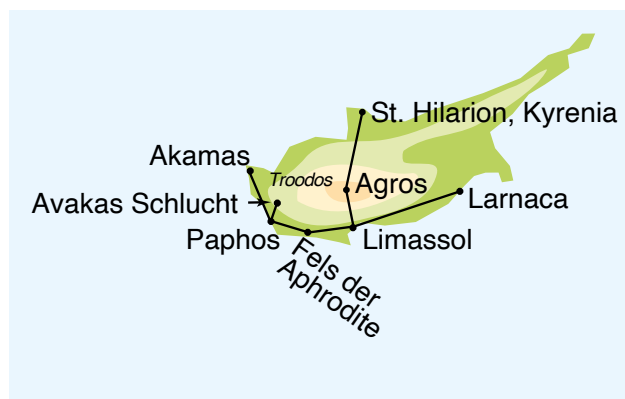 St. Hilarion, Kyrenia
Akamas
Troodos
Agros
Avakas Schlucht
Larnaca
Paphos
Limassol
Fels der
Aphrodite